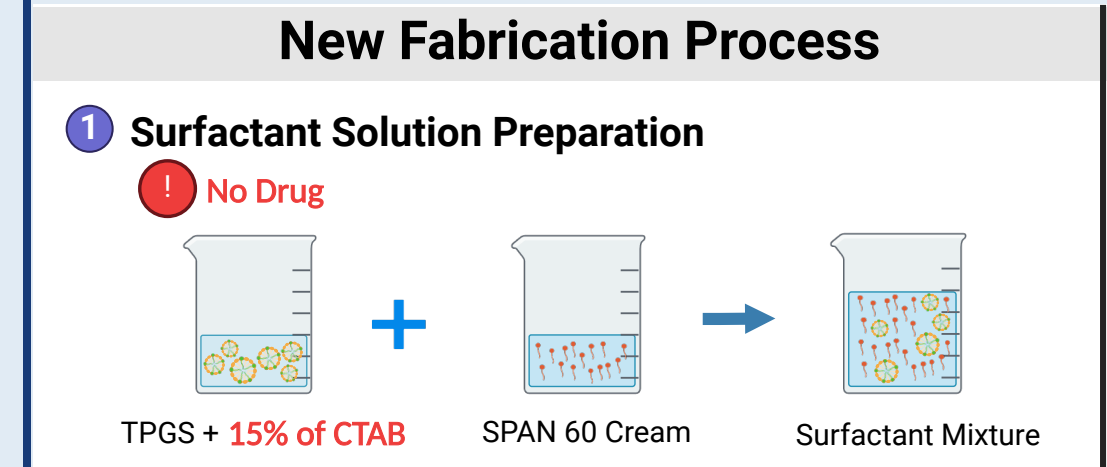 New Fabrication Process
1 Surfactant Solution Preparation
! No Drug
TPGS + 15% of CTAB
SPAN 60 Cream
Surfactant Mixture